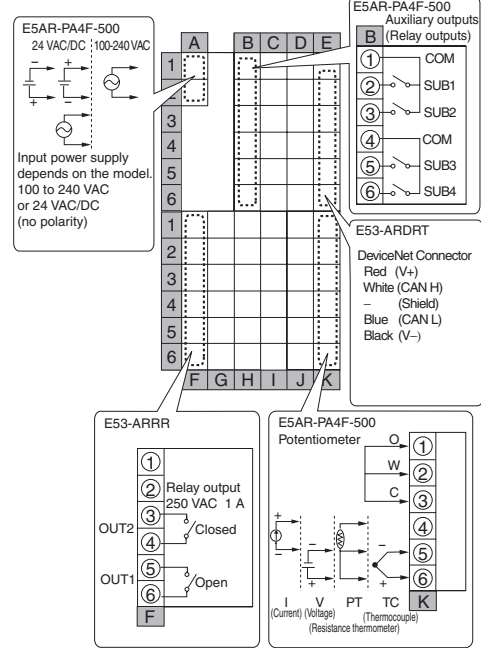 E5AR-PA4F-500
24 VAC/DC
100-240 VAC
Input power supply
depends on the model.
100 to 240 VAC
or 24 VAC/DC
(no polarity)
A
B C D E
1
3
4
5
6
1
2
3
4
5
6
F G H I J K
E5AR-PA4F-500
Auxiliary outputs
(Relay outputs)
B
1 COM
2 SUB1
3 SUB2
4 COM
5 SUB3
6 SUB4
E53-ARDRT
DeviceNet Connector
Red (V+)
White (CAN H)
– (Shield)
Blue (CAN L)
Black (V–)
E53-ARRR
1
2
Relay output
250 VAC 1 A
3
OUT2
Closed
4
5
OUT1
Open
6
F
E5AR-PA4F-500
Potentiometer
O 1
W 2
C 3
4
5
6
K
I V PT TC
(Current) (Voltage) (Thermocouple)
(Resistance thermometer)